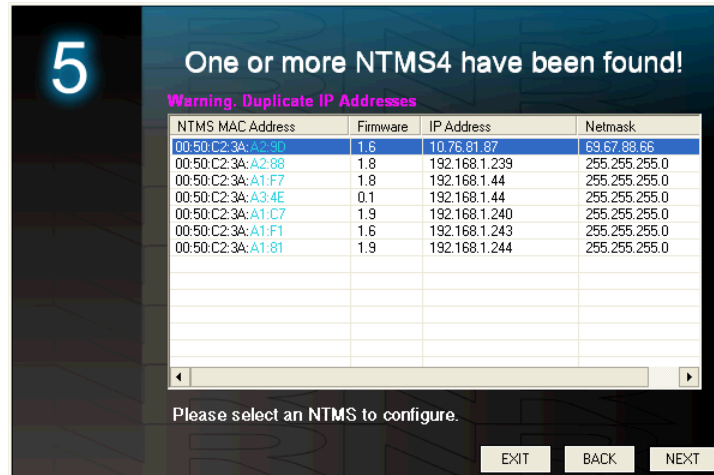 5
One or more NTMS4 have been found!
Warning. Duplicate IP Addresses
NTMS MAC Address Firmware IP Address Netmask
00:50:C2:3A:A2:9D 1.6 10.76.81.87 69.67.88.66
00:50:C2:3A:A2:88 1.8 192.168.1.239 255.255.255.0
00:50:C2:3A:A1:F7 1.8 192.168.1.44 255.255.255.0
00:50:C2:3A:A3:4E 0.1 192.168.1.44 255.255.255.0
00:50:C2:3A:A1:C7 1.9 192.168.1.240 255.255.255.0
00:50:C2:3A:A1:F1 1.6 192.168.1.243 255.255.255.0
00:50:C2:3A:A1:81 1.9 192.168.1.244 255.255.255.0
Please select an NTMS to configure.
EXIT BACK NEXT